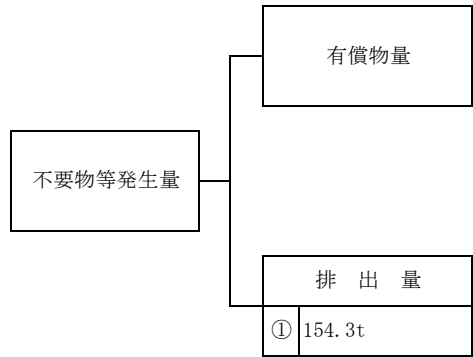 有償物量
不要物等発生量
排 出 量
① 154.3t